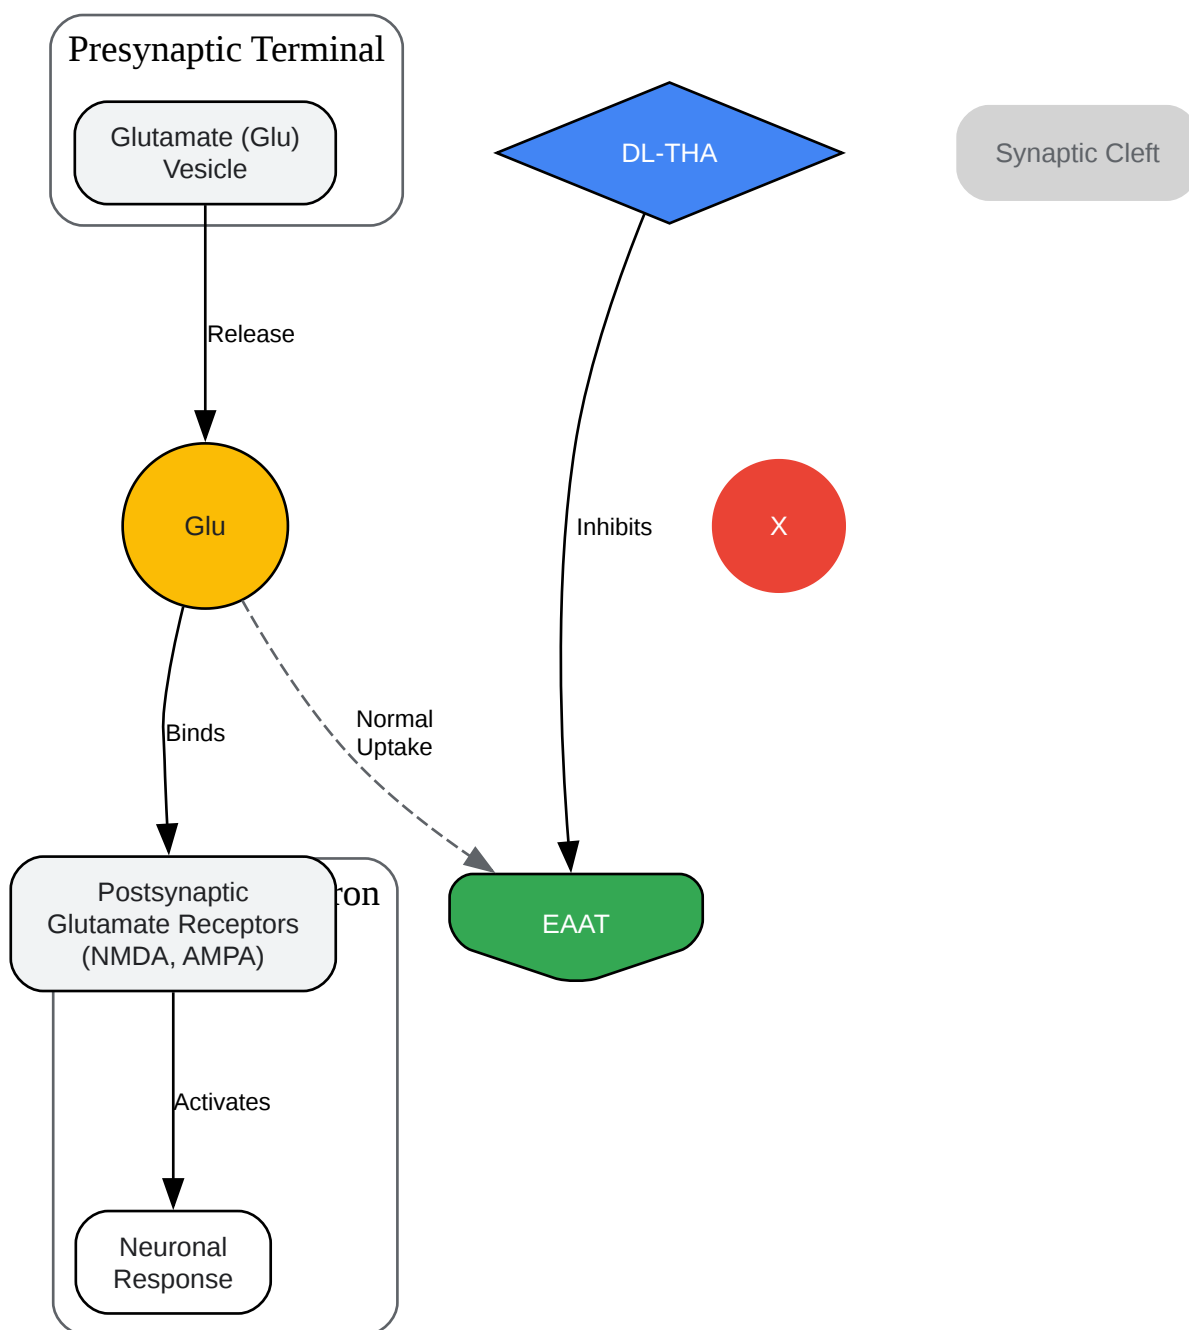 Presynaptic Terminal
Glutamate (Glu)
Vesicle
DL-THA
Synaptic Cleft
Release
Glu
Inhibits
X
Binds
Normal
Uptake
Postsynaptic
Glutamate Receptors
(NMDA, AMPA)
EAAT
Activates
Neuronal
Response